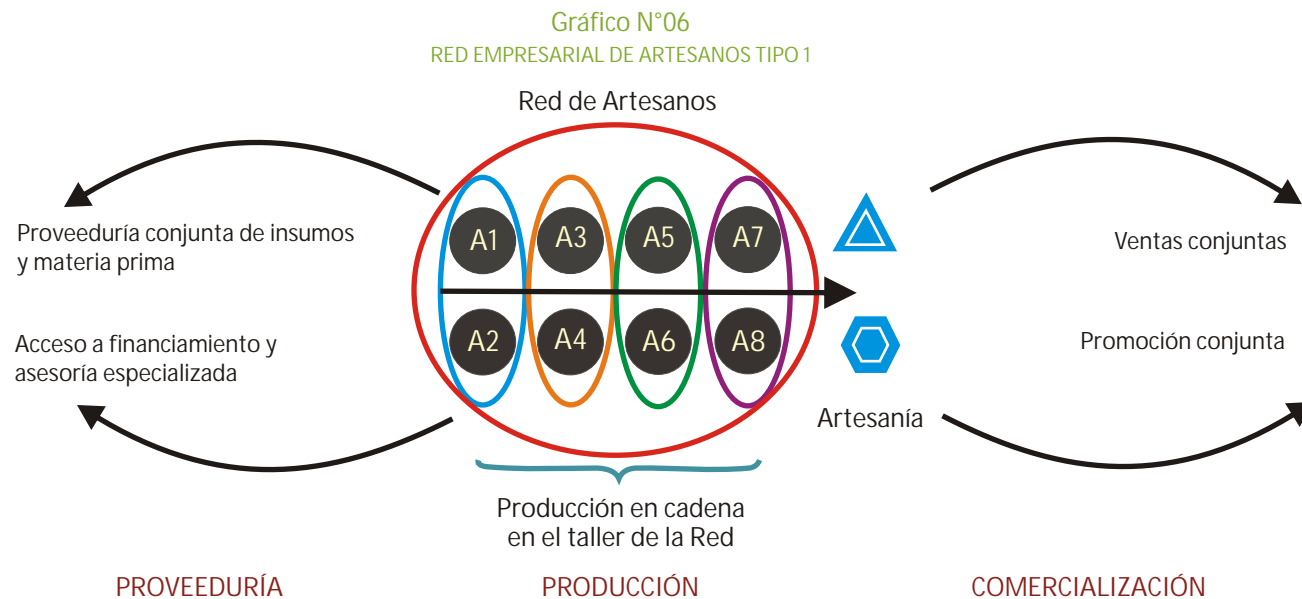 Gráfico N°06
RED EMPRESARIAL DE ARTESANOS TIPO 1
Red de Artesanos
Proveeduría conjunta de insumos
y materia prima
Acceso a financiamiento y
asesoría especializada
A1
A3
A5
A7
A2
A4
A6
A8
Artesanía
Ventas conjuntas
Promoción conjunta
Producción en cadena
en el taller de la Red
PROVEEDURÍA
PRODUCCIÓN
COMERCIALIZACIÓN